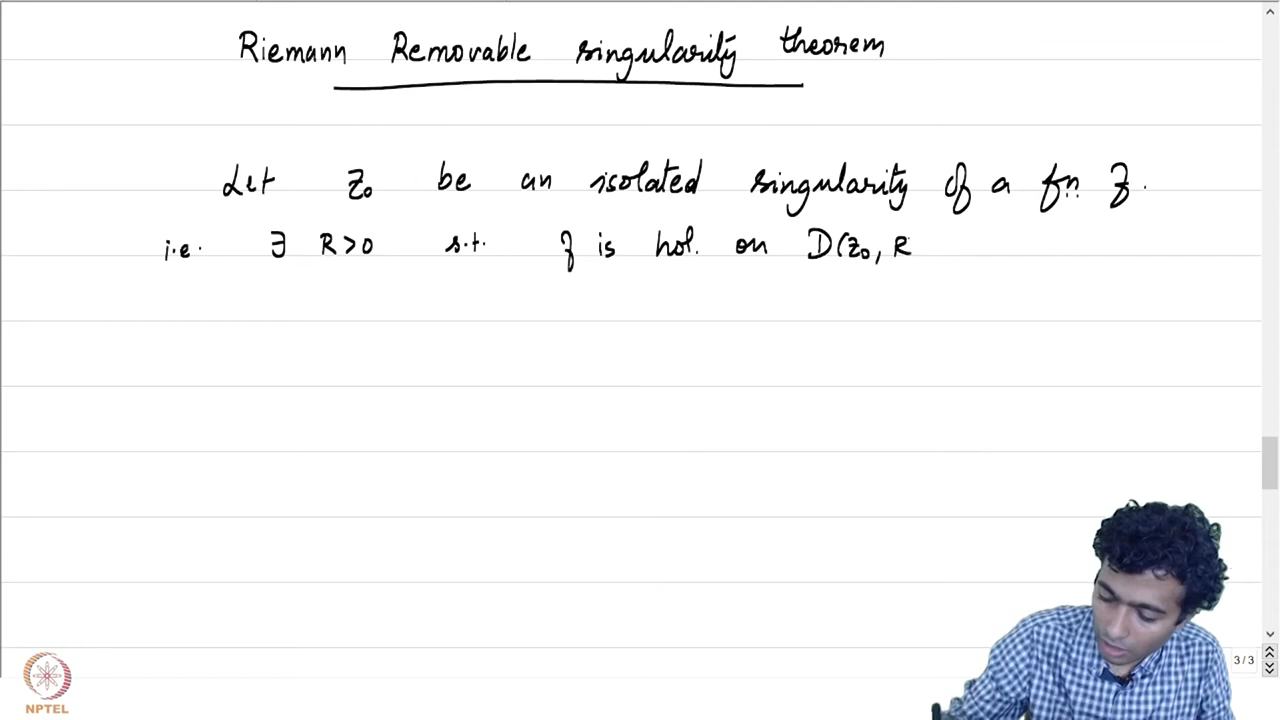 Riemann Removable singularity theorem
Let z₀ be an isolated singularity of a fn. f.
i.e. ∃ R>0 s.t. f is hol. on D(z₀, R
3/3
NPTEL